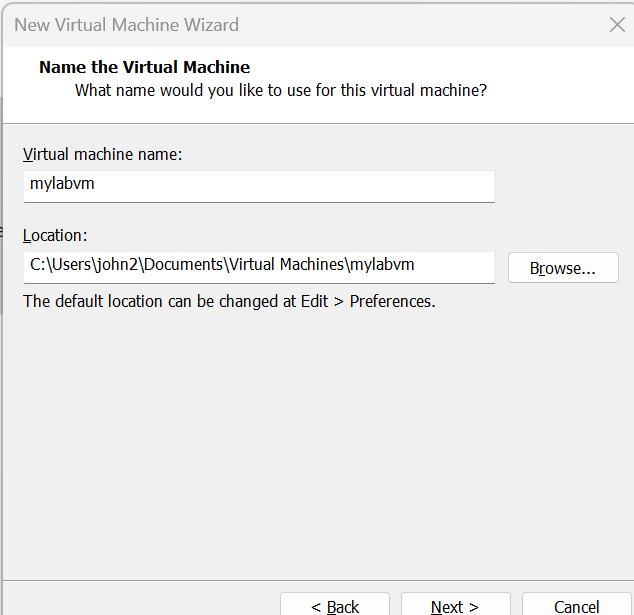 New Virtual Machine Wizard
Name the Virtual Machine
What name would you like to use for this virtual machine?
Virtual machine name:
mylabvm
Location:
C:\Users\john2\Documents\Virtual Machines\mylabvm
Browse...
The default location can be changed at Edit > Preferences.
< Back
Next >
Cancel